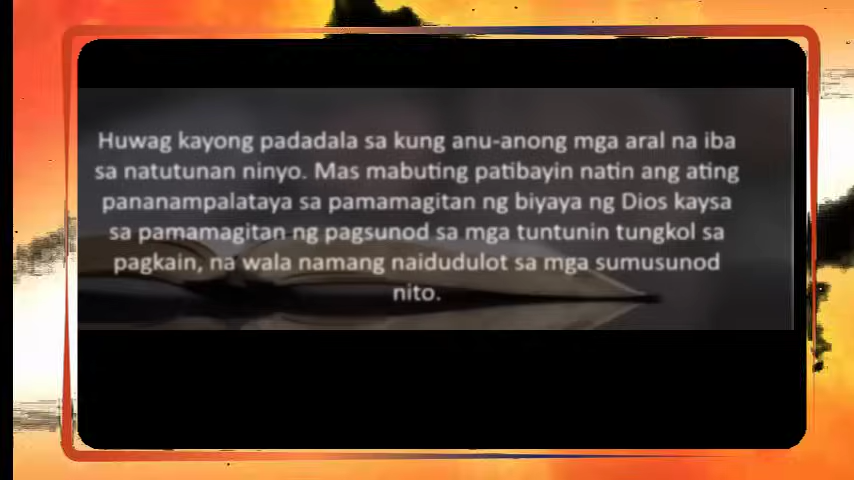 Huwag kayong padadala sa kung anu-anong mga aral na iba
sa natutunan ninyo. Mas mabuting patibayin natin ang ating
pananampalataya sa pamamagitan ng biyaya ng Dios kaysa
sa pamamagitan ng pagsunod sa mga tuntunin tungkol sa
pagkain, na wala namang naidudulot sa mga sumusunod
nito.